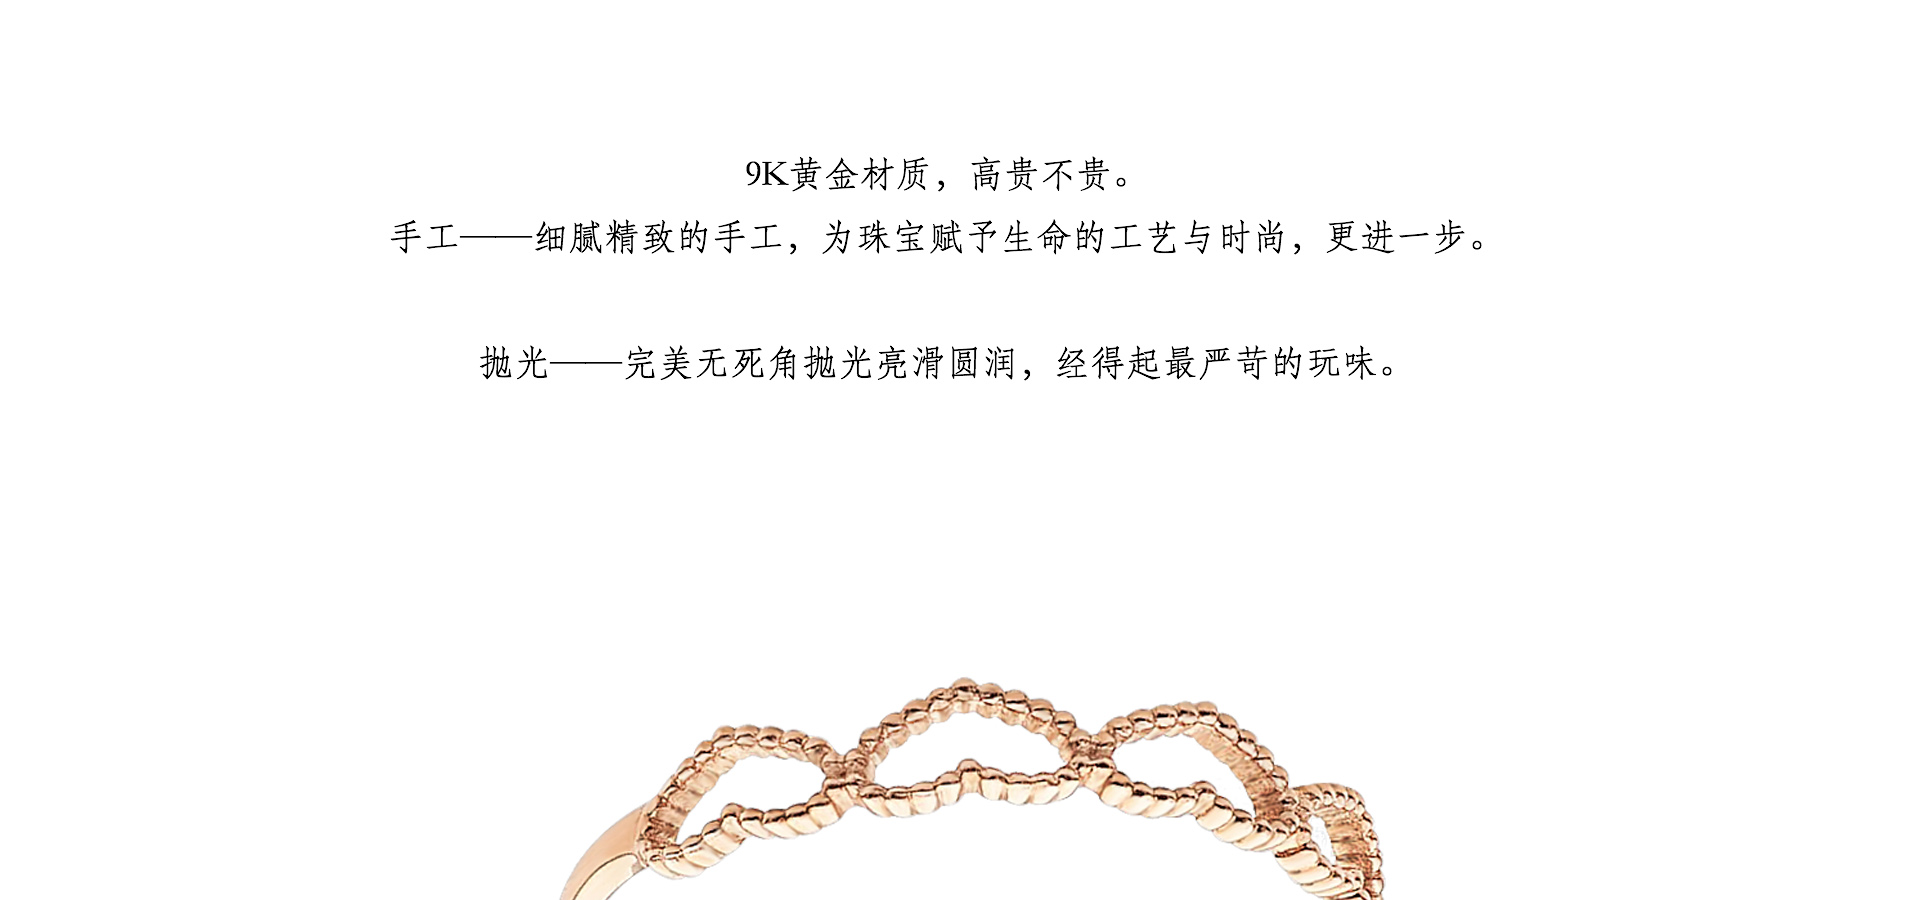 9K黄金材质，高贵不贵。
手工——细腻精致的手工，为珠宝赋予生命的工艺与时尚，更进一步。
抛光——完美无死角抛光亮滑圆润，经得起最严苛的玩味。